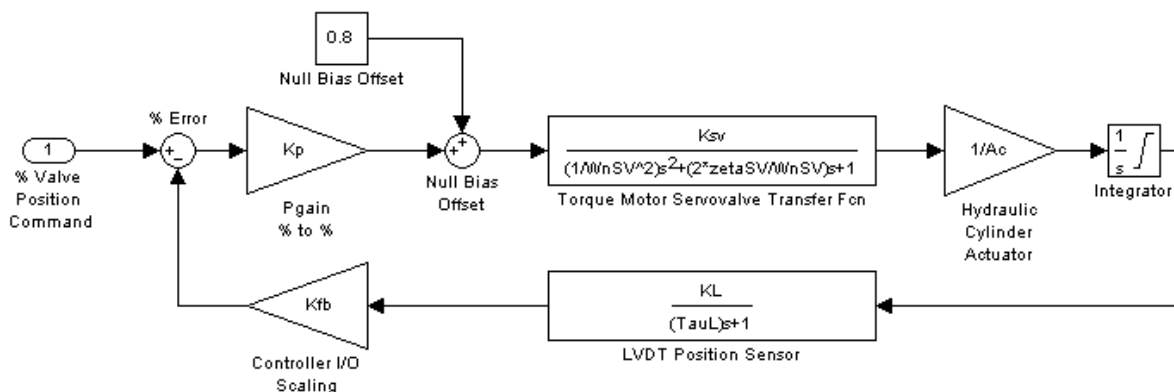 0.8
Null Bias Offset
% Error
1
% Valve
Position
Command
+
−
Kp
Pgain
% to %
+
+
Null Bias
Offset
Ksv
(1/WnSV^2)s²+(2*zetaSV/WnSV)s+1
Torque Motor Servovalve Transfer Fcn
1/Ac
Hydraulic
Cylinder
Actuator
1
s
Integrator
Kfb
Controller I/O
Scaling
KL
(TauL)s+1
LVDT Position Sensor